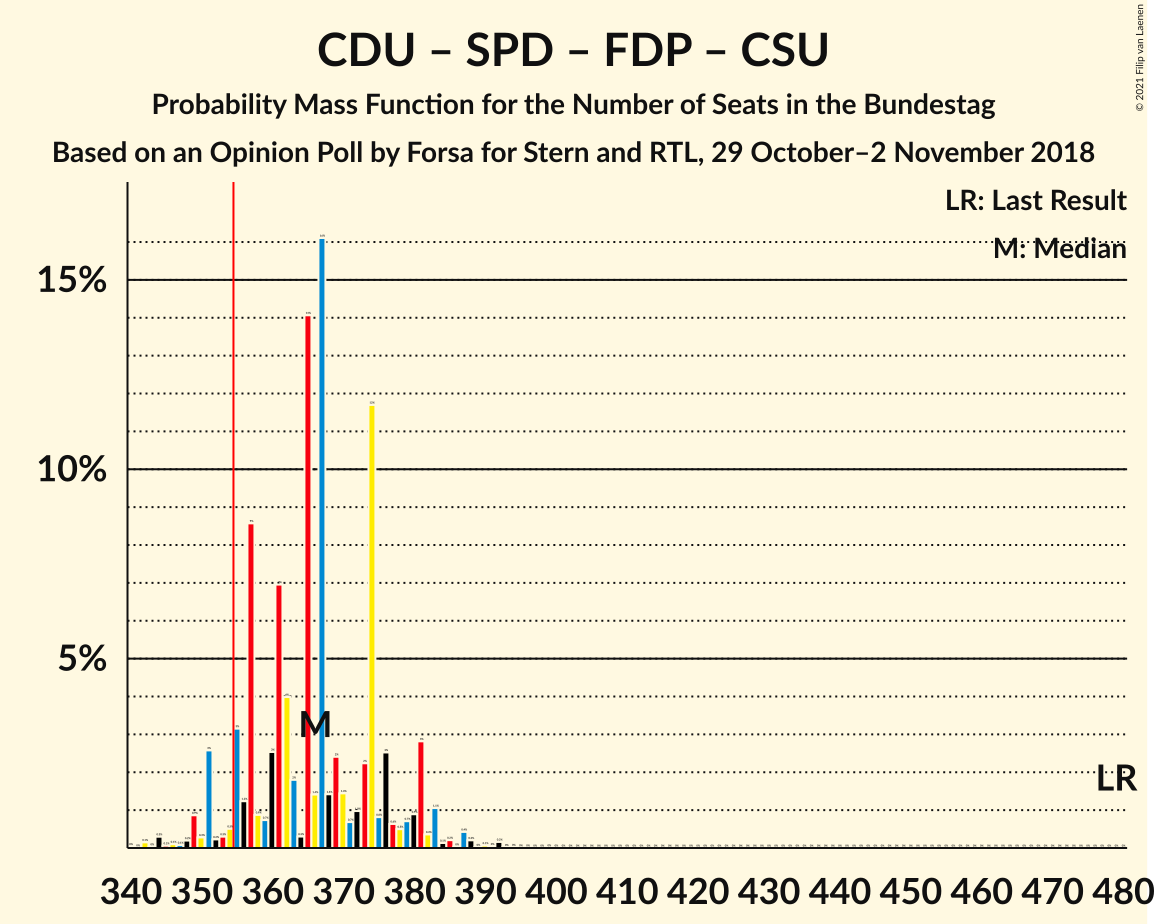 CDU – SPD – FDP – CSU
Probability Mass Function for the Number of Seats in the Bundestag
Based on an Opinion Poll by Forsa for Stern and RTL, 29 October–2 November 2018
© 2021 Filip van Laenen
LR: Last Result
M: Median
15%
10%
5%
M
LR
340 350 360 370 380 390 400 410 420 430 440 450 460 470 480